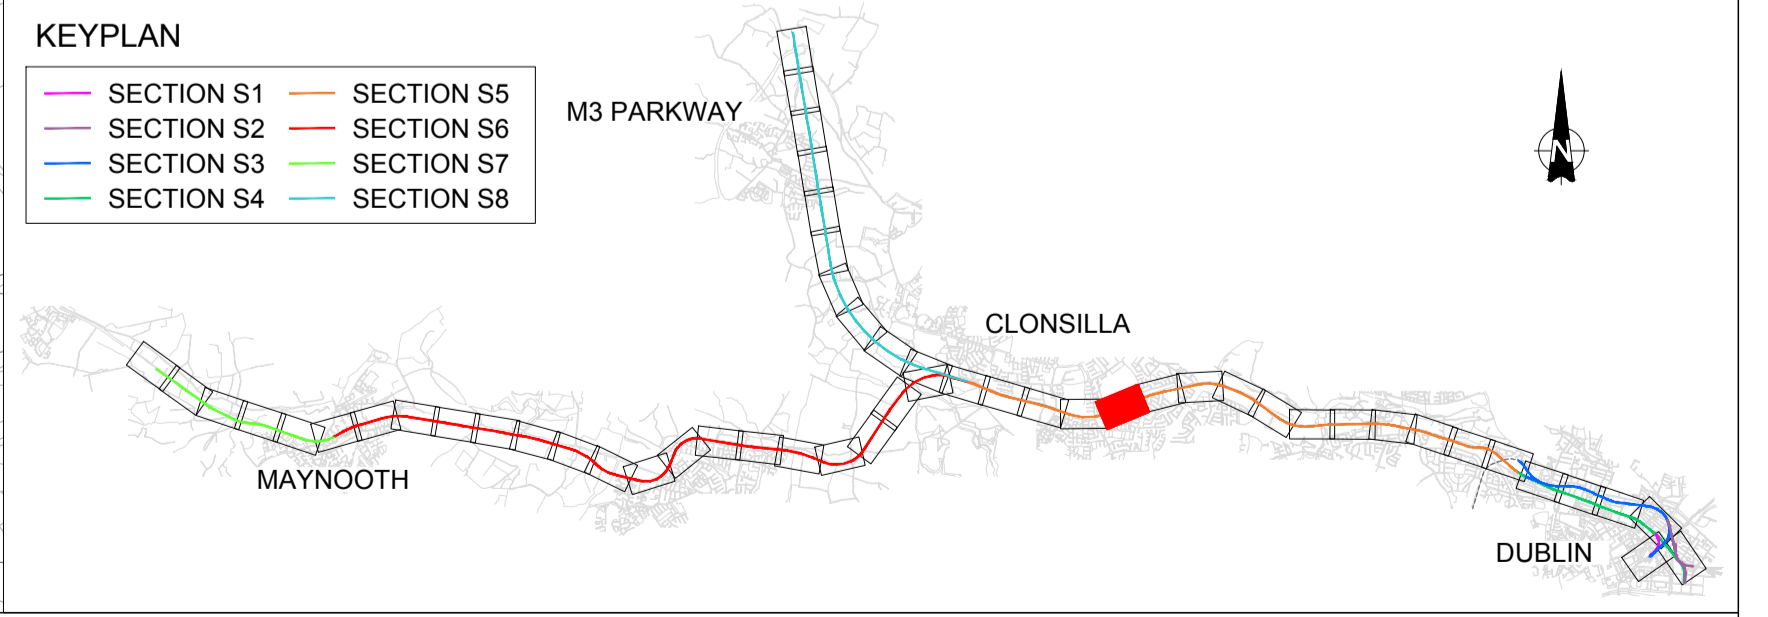 KEYPLAN
SECTION S1 SECTION S5
SECTION S2 SECTION S6
SECTION S3 SECTION S7
SECTION S4 SECTION S8
M3 PARKWAY
N
CLONSILLA
MAYNOOTH
DUBLIN